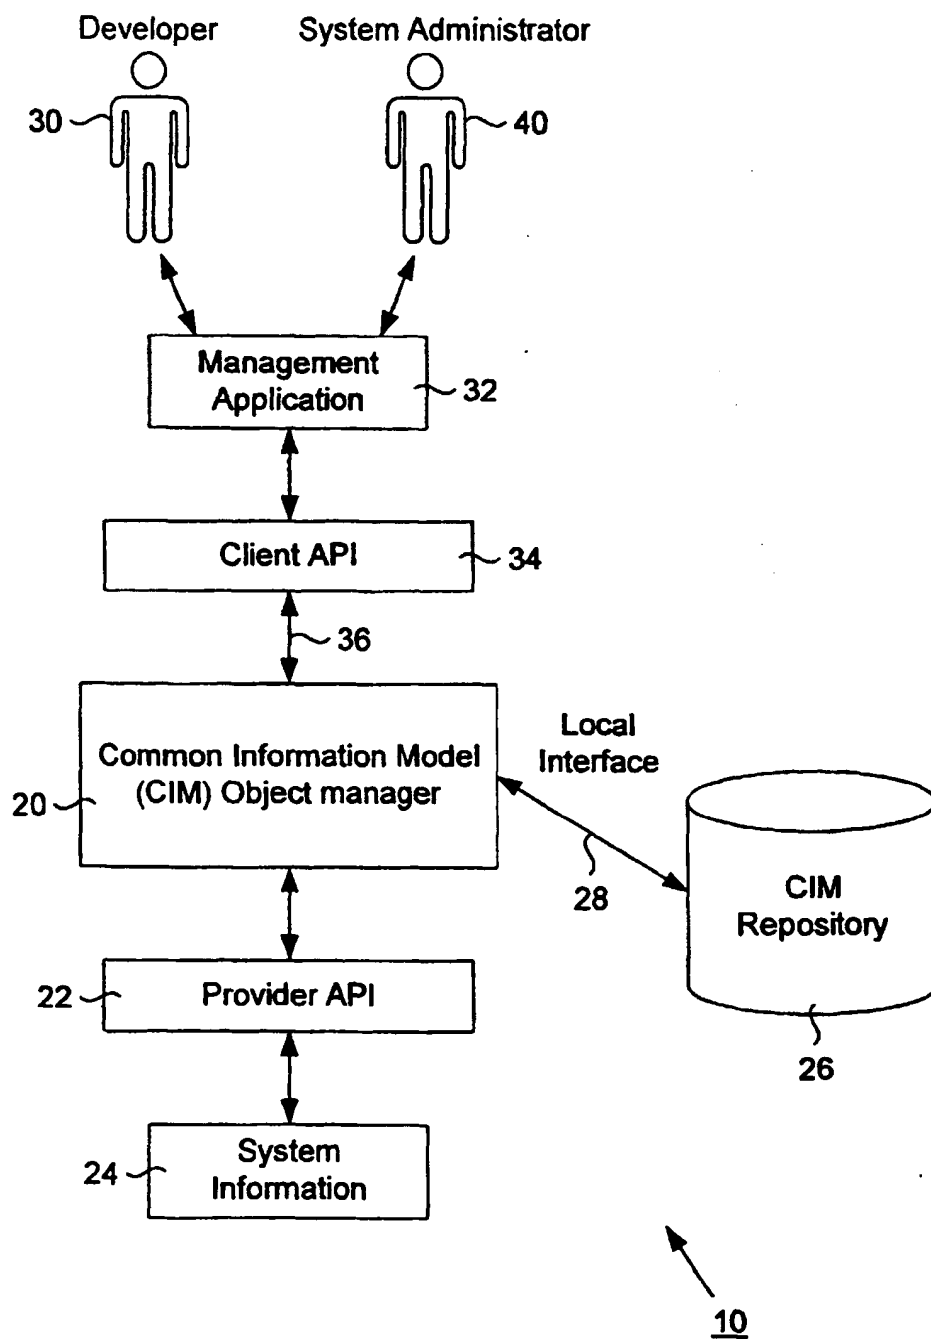 Developer
System Administrator
30
40
Management
Application
32
Client API
34
36
Common Information Model
(CIM) Object manager
20
Local
Interface
28
CIM
Repository
26
22
Provider API
System
Information
24
10